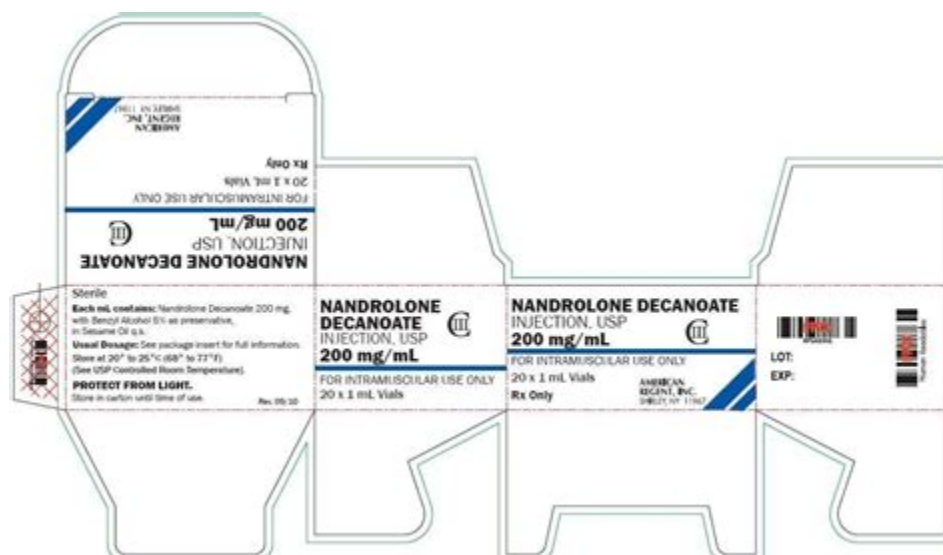 AMERICAN
REGENT, INC.
SHIRLEY, NY 11967
Rx Only
20 x 1 mL Vials
FOR INTRAMUSCULAR USE ONLY
200 mg/mL
INJECTION, USP
NANDROLONE DECANOATE
CIII
Sterile
Each mL contains: Nandrolone Decanoate 200 mg,
with Benzyl Alcohol 5% as preservative,
in Sesame Oil q.s.
Usual Dosage: See package insert for full information.
Store at 20° to 25°C (68° to 77°F)
(See USP Controlled Room Temperature).
PROTECT FROM LIGHT.
Store in carton until time of use.
Rev. 09/10
NANDROLONE
DECANOATE
CIII
INJECTION, USP
200 mg/mL
FOR INTRAMUSCULAR USE ONLY
20 x 1 mL Vials
NANDROLONE DECANOATE
INJECTION, USP
200 mg/mL
CIII
FOR INTRAMUSCULAR USE ONLY
20 x 1 mL Vials
Rx Only
AMERICAN
REGENT, INC.
SHIRLEY, NY 11967
LOT:
EXP: